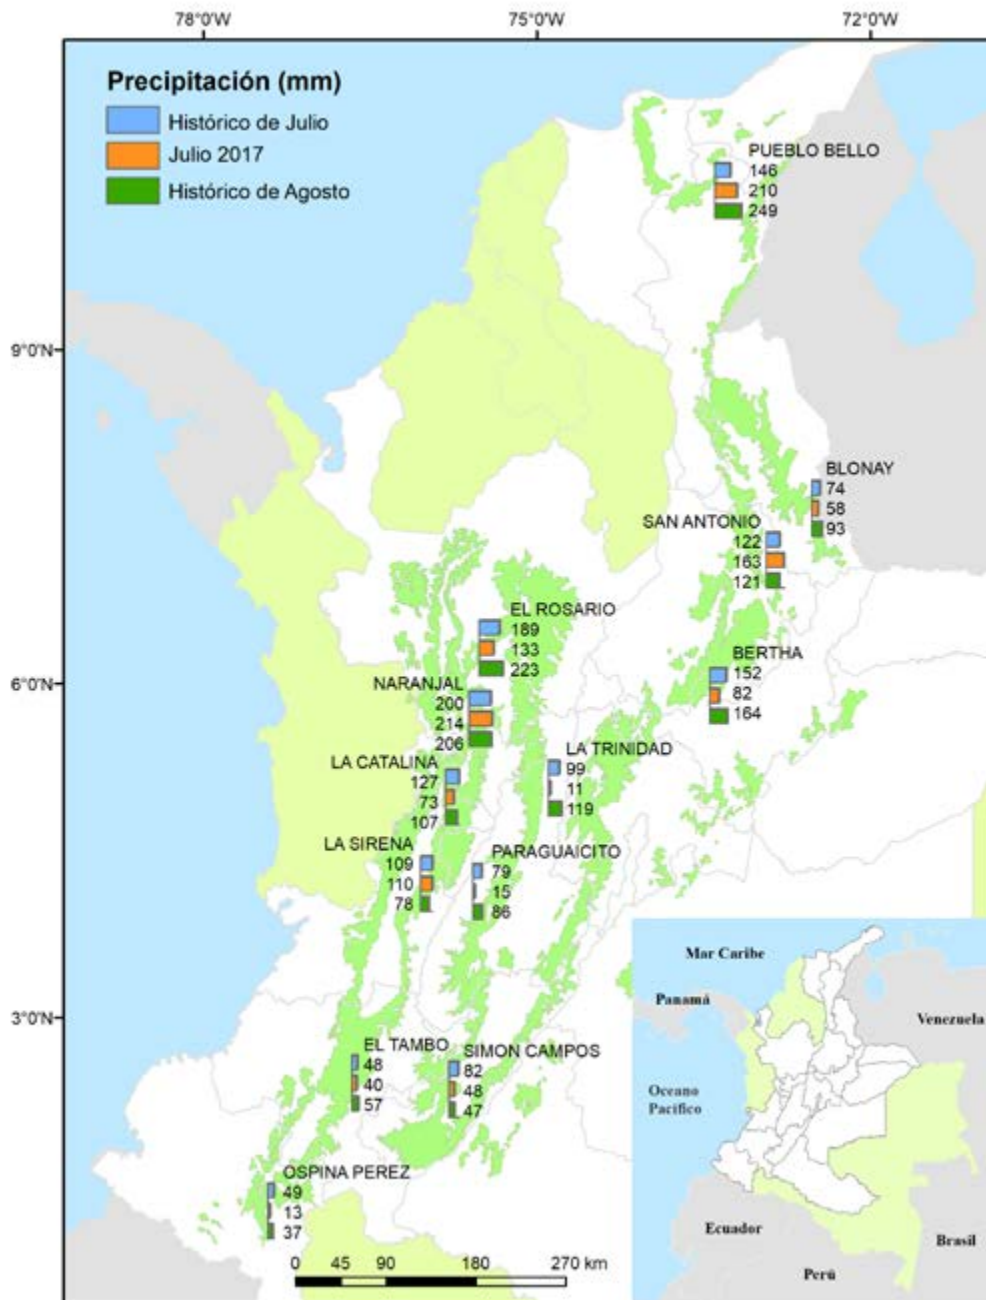 78°0'W 75°0'W 72°0'W
Precipitación (mm)
Histórico de Julio
Julio 2017
Histórico de Agosto
PUEBLO BELLO
146
210
249
9°0'N
BLONAY
74
58
93
SAN ANTONIO
122
163
121
EL ROSARIO
189
133
223
BERTHA
152
82
164
6°0'N
NARANJAL
200
214
206
LA TRINIDAD
99
11
119
LA CATALINA
127
73
107
LA SIRENA
109
110
78
PARAGUAICITO
79
15
86
3°0'N
EL TAMBO
48
40
57
SIMON CAMPOS
82
48
47
OSPINA PEREZ
49
13
37
0 45 90 180 270 km
Mar Caribe
Panamá
Venezuela
Oceano
Pacífico
Ecuador
Brasil
Perü